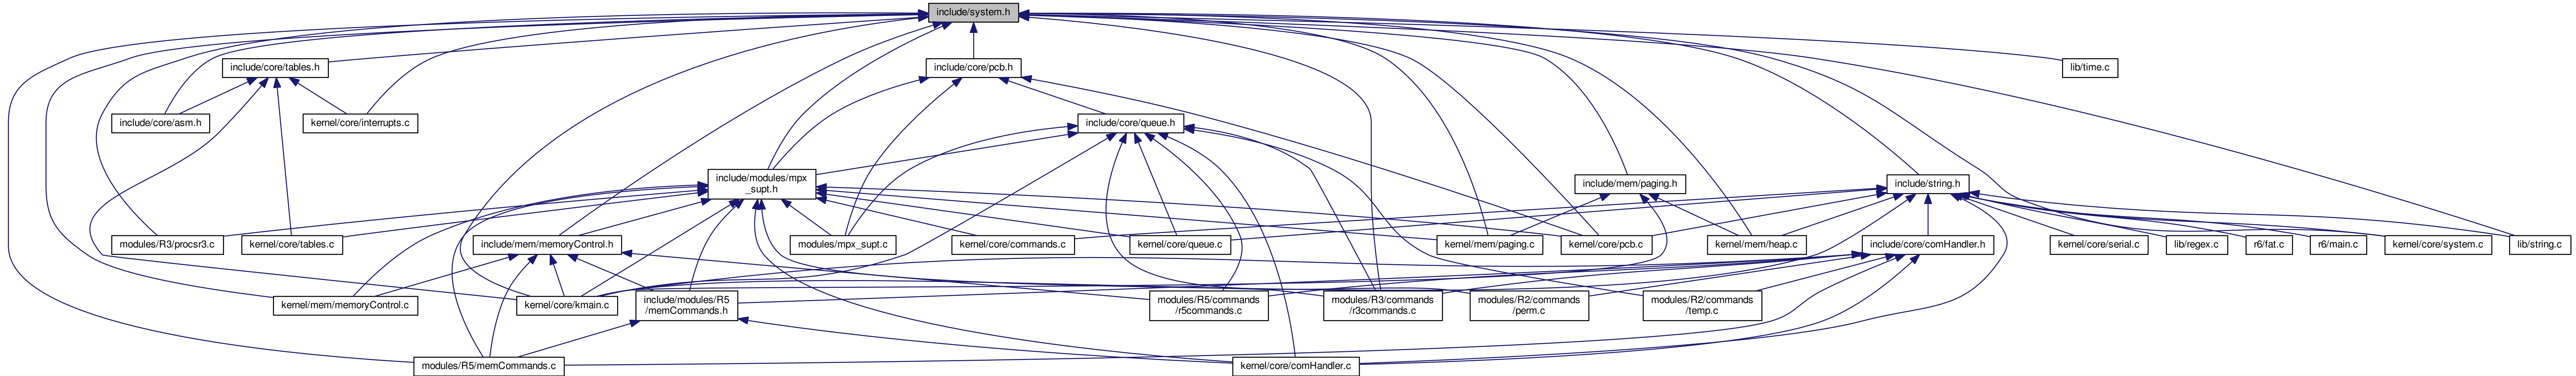 include/system.h
include/core/tables.h
include/core/pcb.h
lib/time.c
include/core/asm.h
kernel/core/interrupts.c
include/core/queue.h
include/modules/mpx
_supt.h
include/mem/paging.h
include/string.h
modules/R3/procsr3.c
kernel/core/tables.c
include/mem/memoryControl.h
modules/mpx_supt.c
kernel/core/commands.c
kernel/core/queue.c
kernel/mem/paging.c
kernel/core/pcb.c
kernel/mem/heap.c
include/core/comHandler.h
kernel/core/serial.c
lib/regex.c
r6/fat.c
r6/main.c
kernel/core/system.c
lib/string.c
kernel/mem/memoryControl.c
kernel/core/kmain.c
include/modules/R5
/memCommands.h
modules/R5/commands
/r5commands.c
modules/R3/commands
/r3commands.c
modules/R2/commands
/perm.c
modules/R2/commands
/temp.c
modules/R5/memCommands.c
kernel/core/comHandler.c